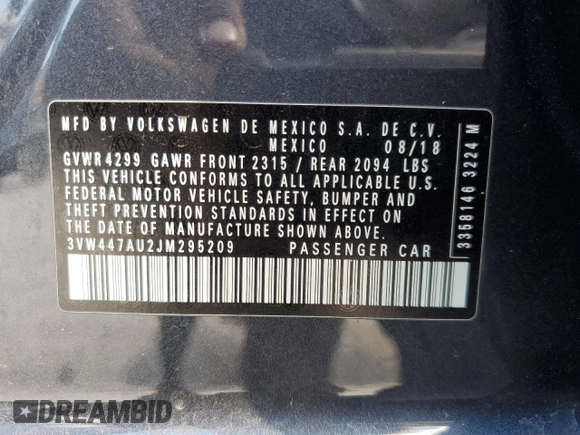 MFD BY VOLKSWAGEN DE MEXICO S.A. DE C.V.
MEXICO 08/18
GVWR 4299 GAWR FRONT 2315 / REAR 2094 LBS
THIS VEHICLE CONFORMS TO ALL APPLICABLE U.S.
FEDERAL MOTOR VEHICLE SAFETY, BUMPER AND
THEFT PREVENTION STANDARDS IN EFFECT ON
THE DATE OF MANUFACTURE SHOWN ABOVE.
3VW447AU2JM295209 PASSENGER CAR
3358146 3224 M
DREAMBID